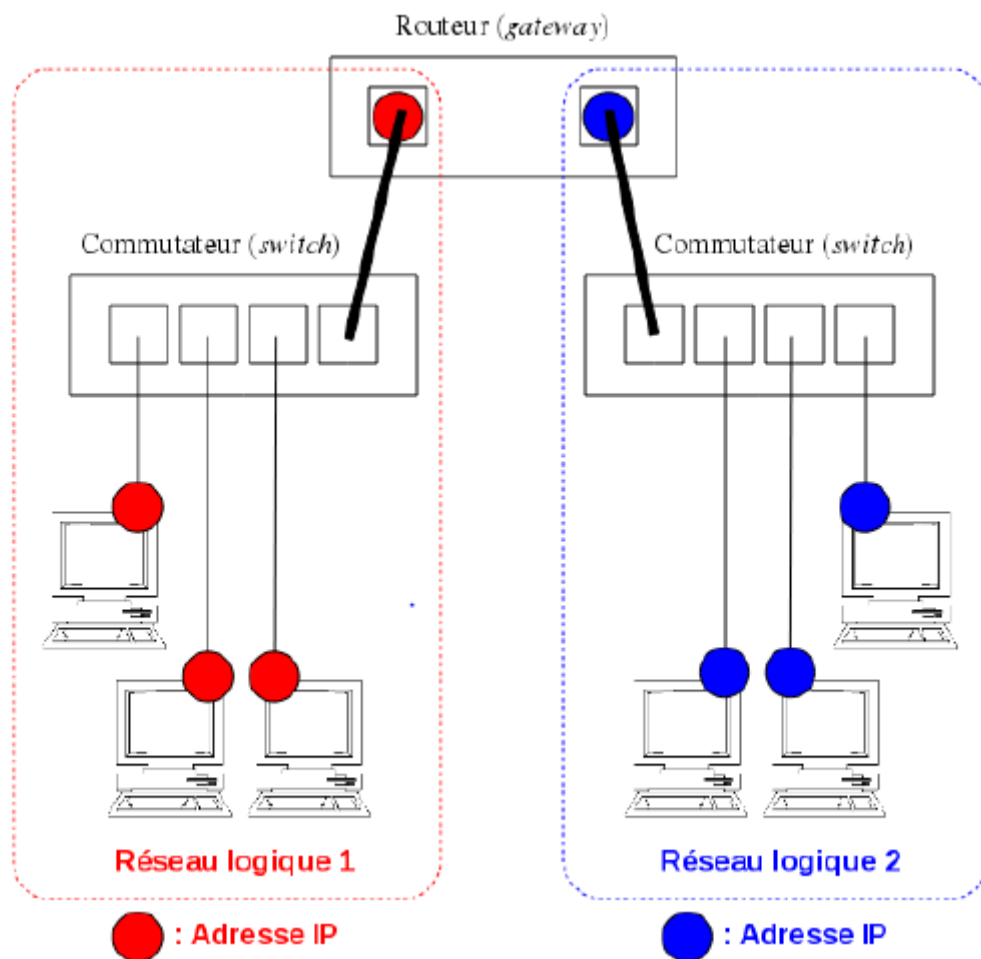 Routeur (gateway)
Commutateur (switch)
Commutateur (switch)
Réseau logique 1
Réseau logique 2
: Adresse IP
: Adresse IP